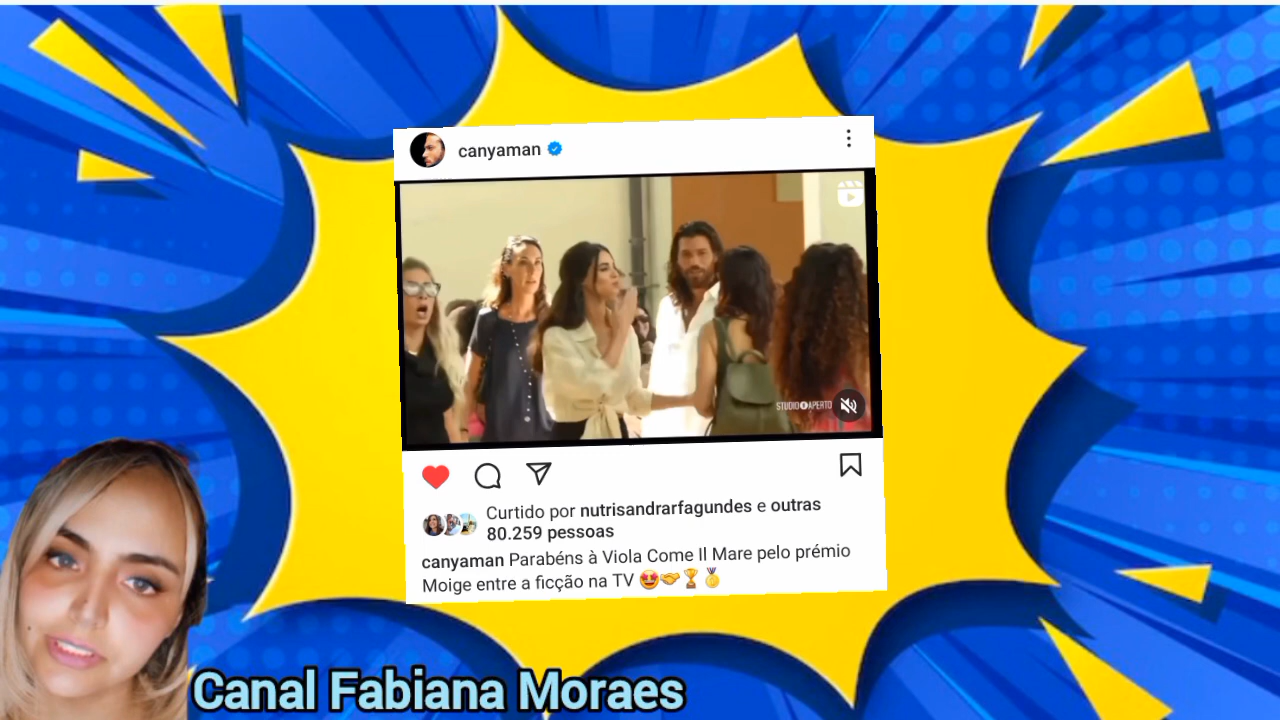 canyaman
STUDIO APERTO
Curtido por nutrisandrarfagundes e outras
80.259 pessoas
canyaman Parabéns à Viola Come Il Mare pelo prémio
Moige entre a ficção na TV 🤩🤝🏆🏅
Canal Fabiana Moraes